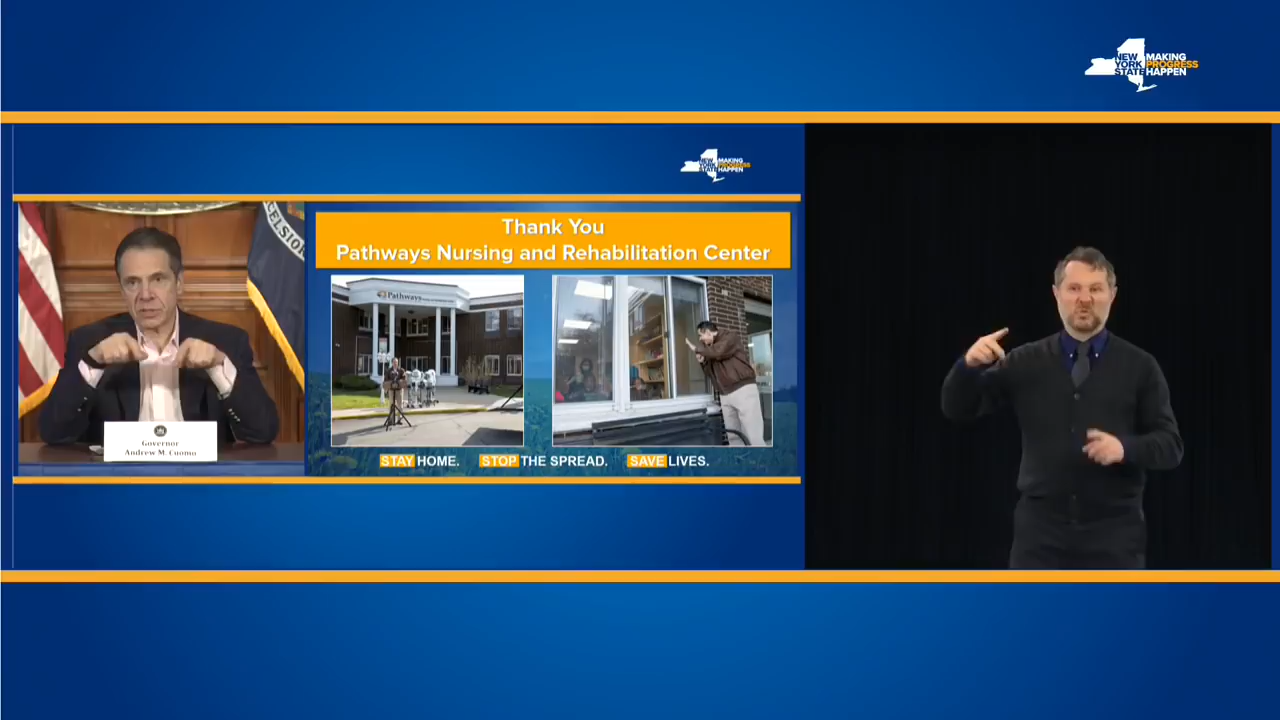 NEW YORK STATE
MAKING
PROGRESS
HAPPEN
NEW YORK STATE
MAKING
PROGRESS
HAPPEN
EXCELSIOR
Thank You
Pathways Nursing and Rehabilitation Center
Pathways
Governor
Andrew M. Cuomo
STAY HOME. STOP THE SPREAD. SAVE LIVES.